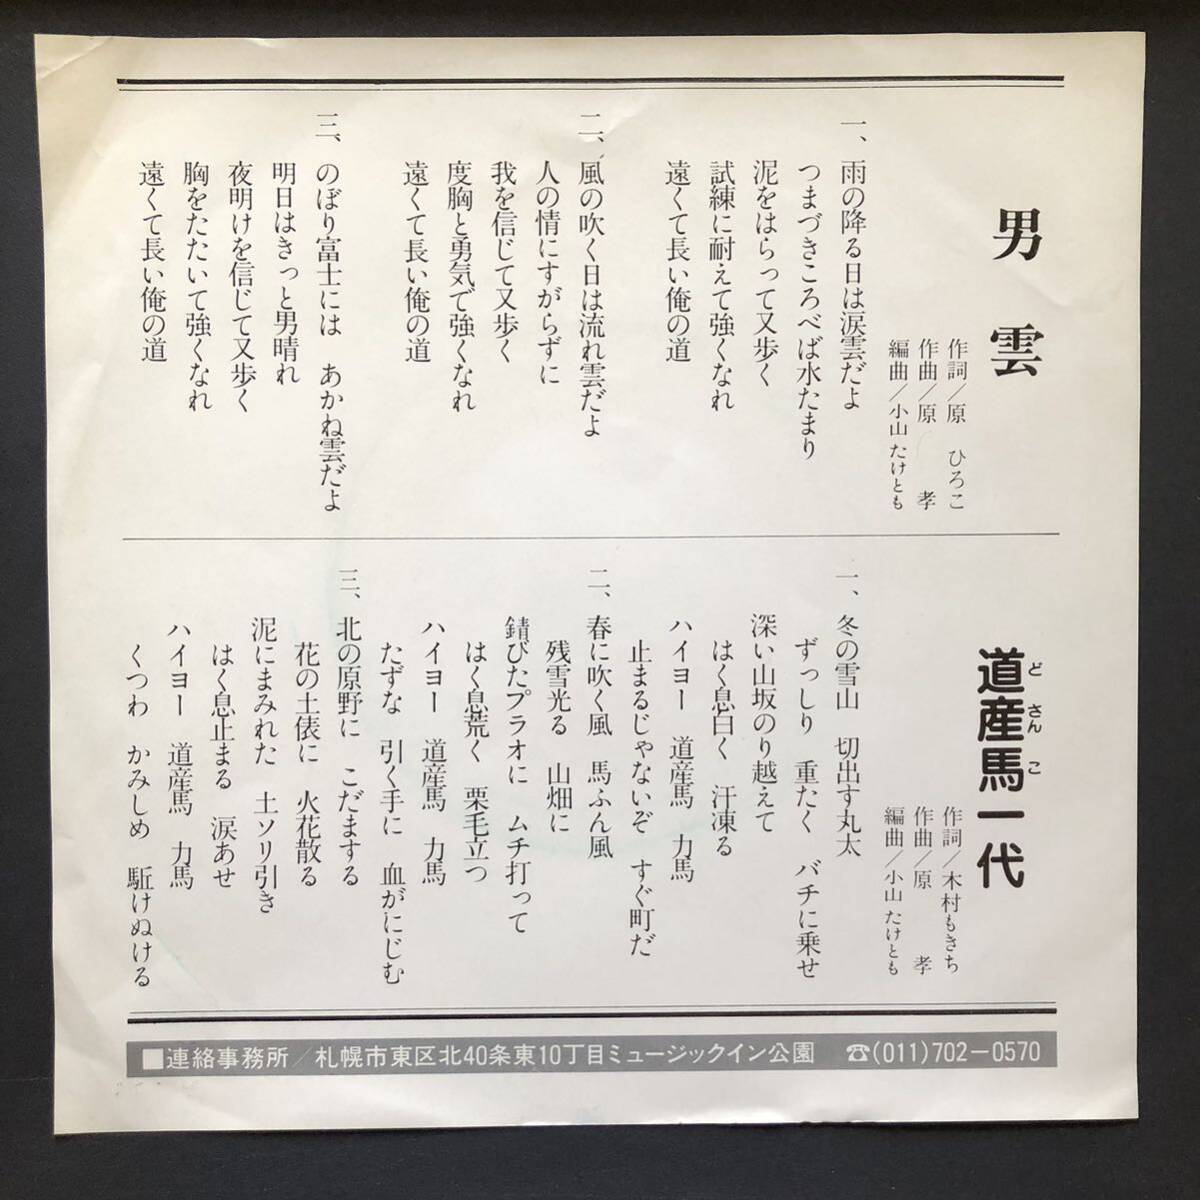 男雲
作詞／原 ひろこ
作曲／原 孝
編曲／小山 たけとも
一、雨の降る日は涙雲だよ
つまづきころべば水たまり
泥をはらって又歩く
試練に耐えて強くなれ
遠くて長い俺の道
二、風の吹く日は流れ雲だよ
人の情にすがらずに
我を信じて又歩く
度胸と勇気で強くなれ
遠くて長い俺の道
三、のぼり富士には あかね雲だよ
明日はきっと男晴れ
夜明けを信じて又歩く
胸をたたいて強くなれ
遠くて長い俺の道
道産馬一代
どさんこ
作詞／木村もきち
作曲／原 孝
編曲／小山 たけとも
一、冬の雪山 切出す丸太
ずっしり 重たく バチに乗せ
深い山坂のり越えて
はく息白く 汗凍る
ハイヨー 道産馬 力馬
止まるじゃないぞ すぐ町だ
二、春に吹く風 馬ふん風
残雪光る 山畑に
錆びたプラオに ムチ打って
はく息荒く 栗毛立つ
ハイヨー 道産馬 力馬
たずな 引く手に 血がにじむ
三、北の原野に こだまする
花の土俵に 火花散る
泥にまみれた 土ソリ引き
はく息止まる 涙あせ
ハイヨー 道産馬 力馬
くつわ かみしめ 駈けぬける
■連絡事務所／札幌市東区北40条東10丁目ミュージックイン公園 ☎(011)702-0570